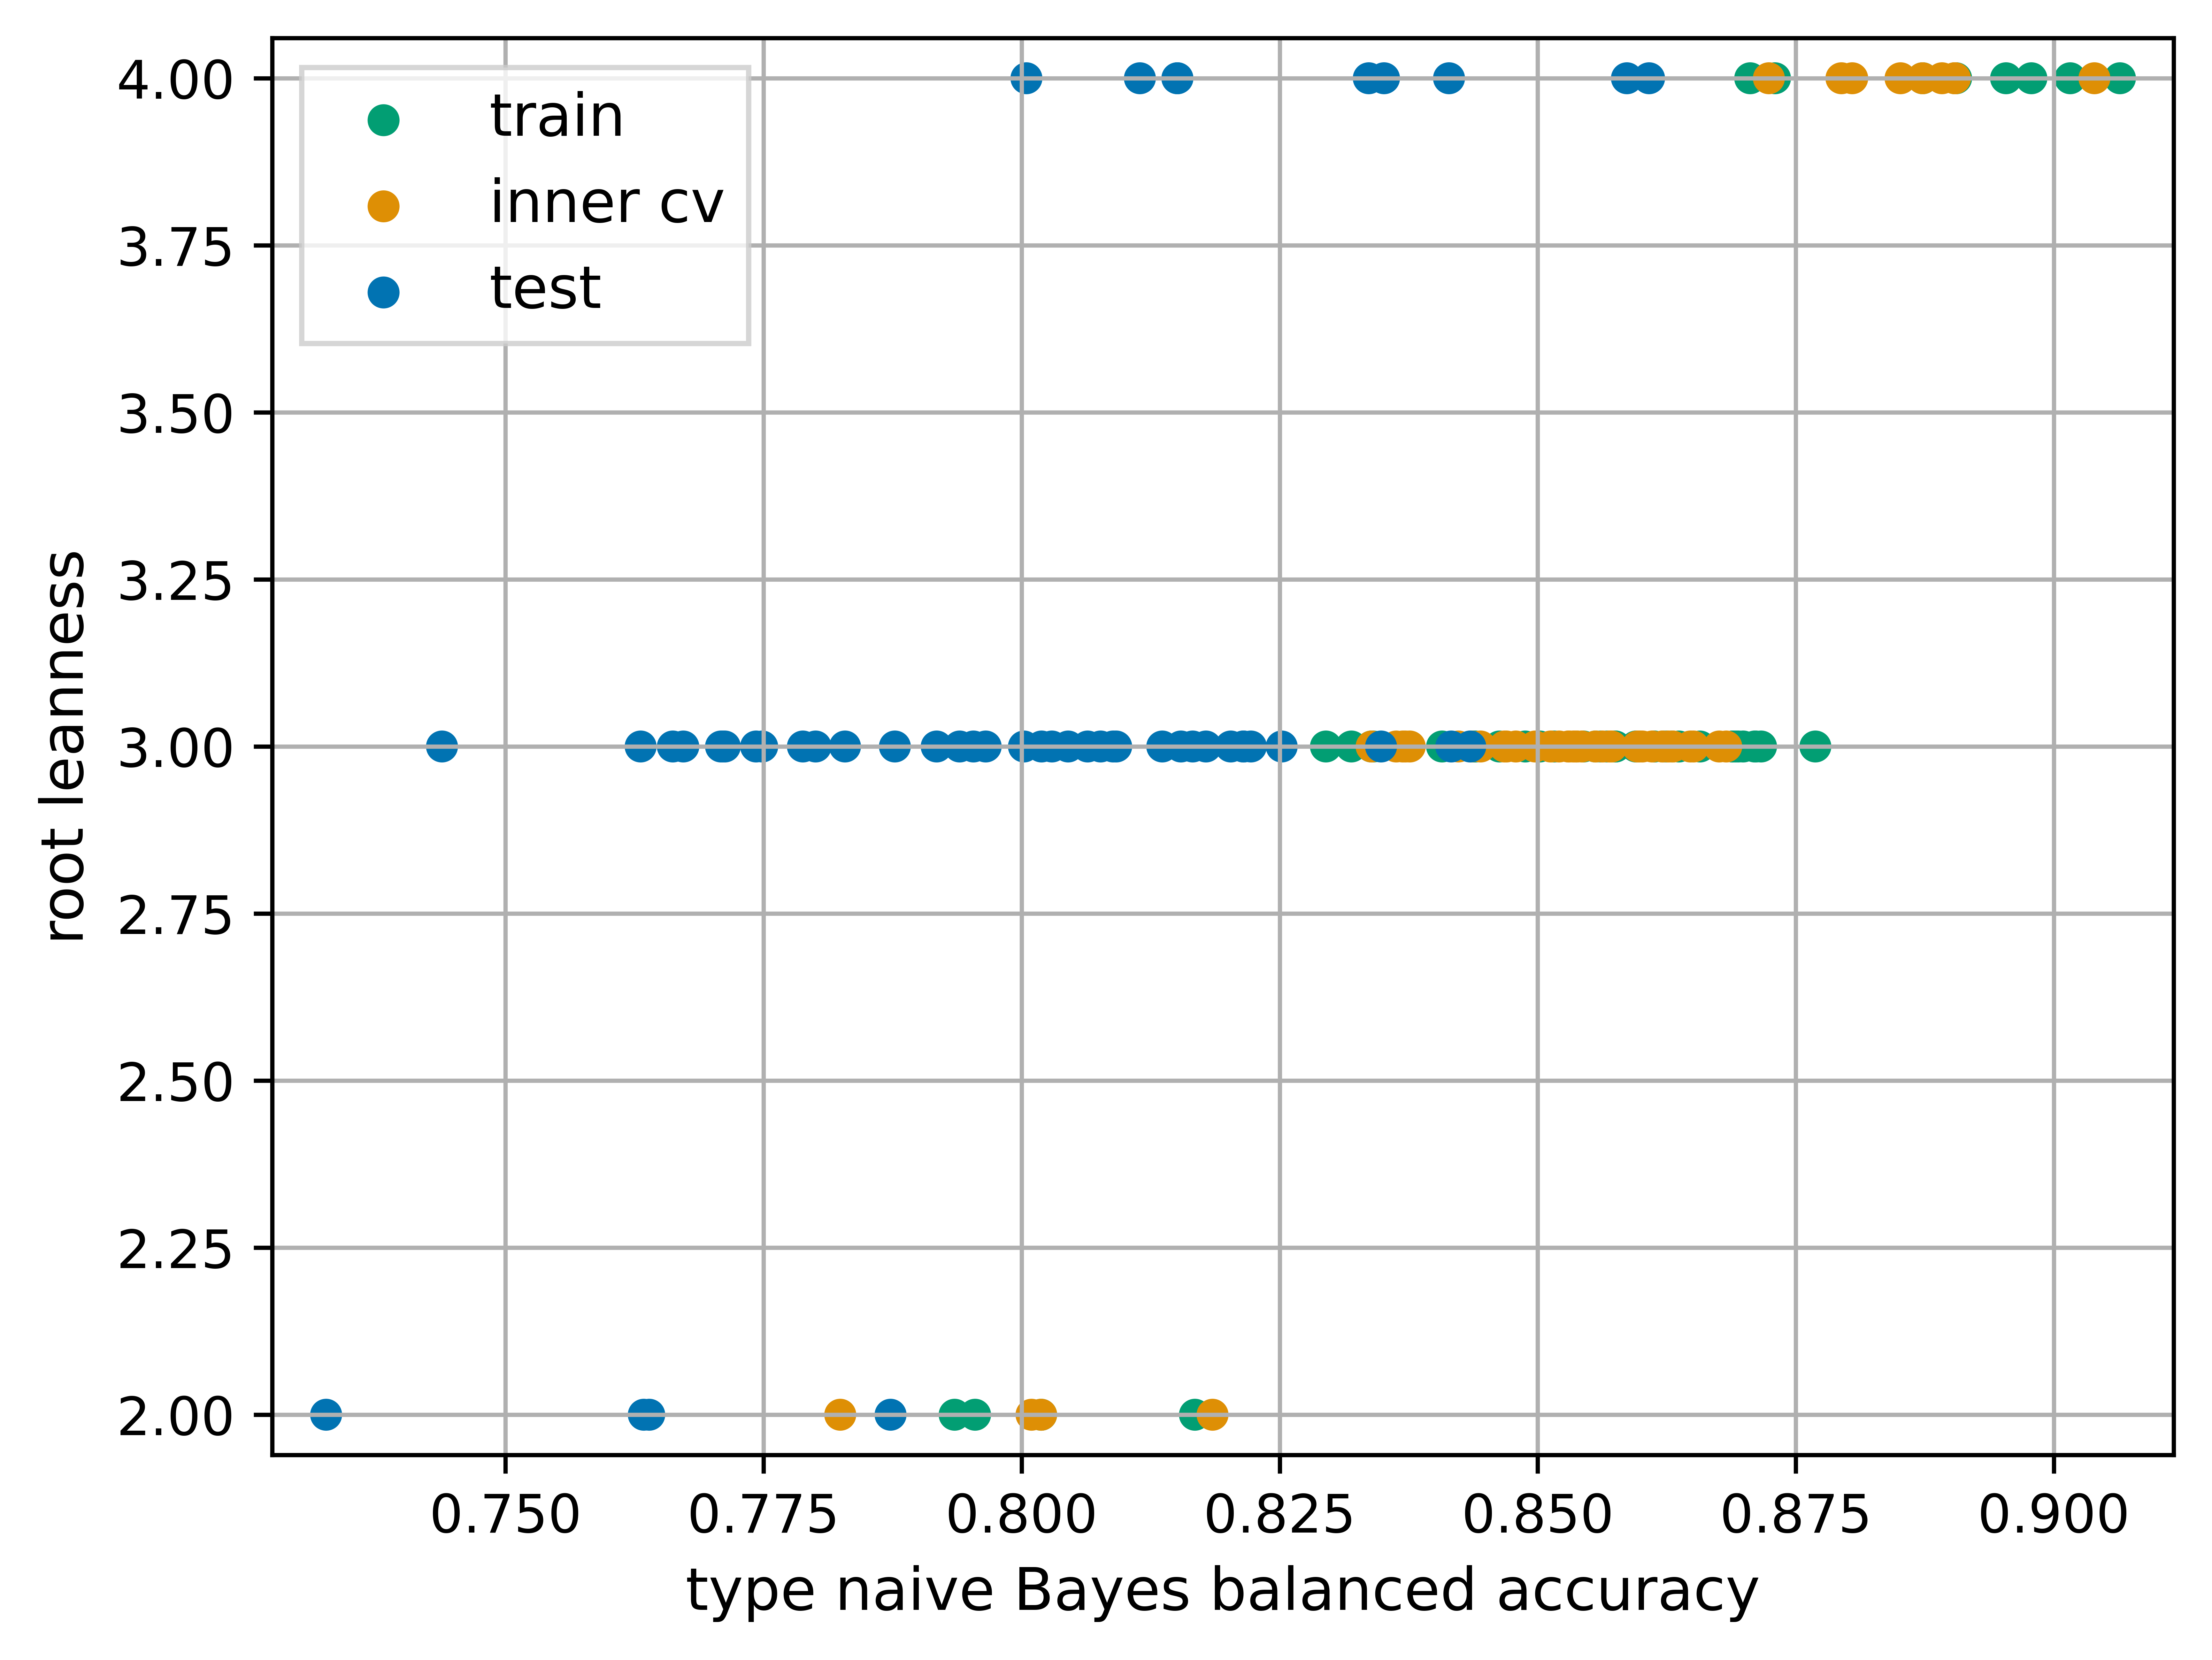 4.00
3.75
3.50
3.25
3.00
2.75
2.50
2.25
2.00
root leanness
train
inner cv
test
0.750 0.775 0.800 0.825 0.850 0.875 0.900
type naive Bayes balanced accuracy